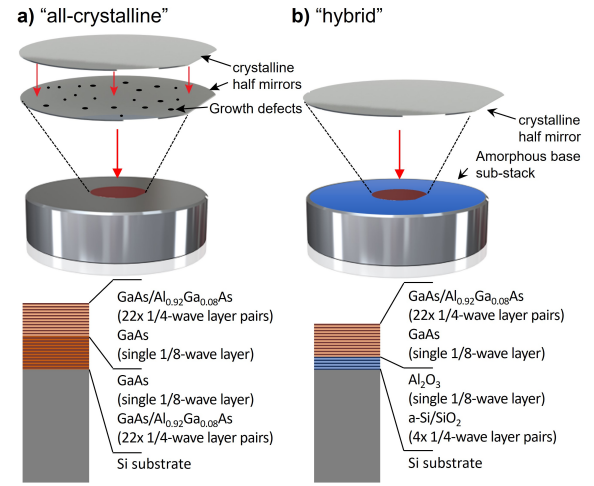 a) “all-crystalline”
crystalline
half mirrors
Growth defects
GaAs/Al0.92Ga0.08As
(22x 1/4-wave layer pairs)
GaAs
(single 1/8-wave layer)
GaAs
(single 1/8-wave layer)
GaAs/Al0.92Ga0.08As
(22x 1/4-wave layer pairs)
Si substrate
b) “hybrid”
crystalline
half mirror
Amorphous base
sub-stack
GaAs/Al0.92Ga0.08As
(22x 1/4-wave layer pairs)
GaAs
(single 1/8-wave layer)
Al2O3
(single 1/8-wave layer)
a-Si/SiO2
(4x 1/4-wave layer pairs)
Si substrate